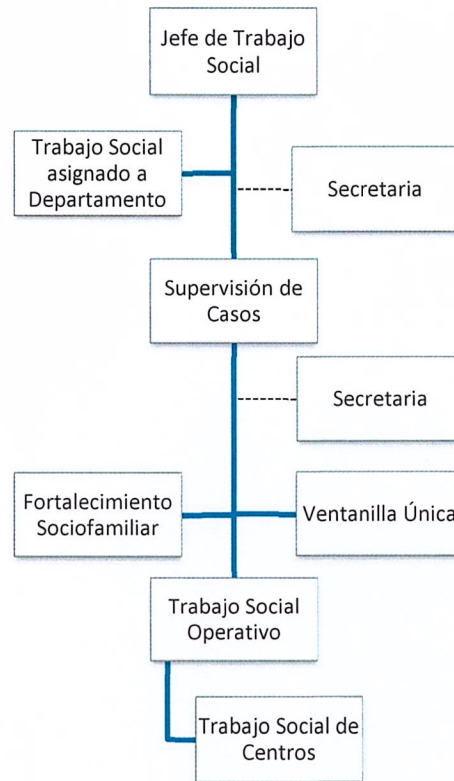 Jefe de Trabajo
Social
Trabajo Social
asignado a
Departamento
Secretaria
Supervisión de
Casos
Secretaria
Fortalecimiento
Sociofamiliar
Ventanilla Única
Trabajo Social
Operativo
Trabajo Social de
Centros